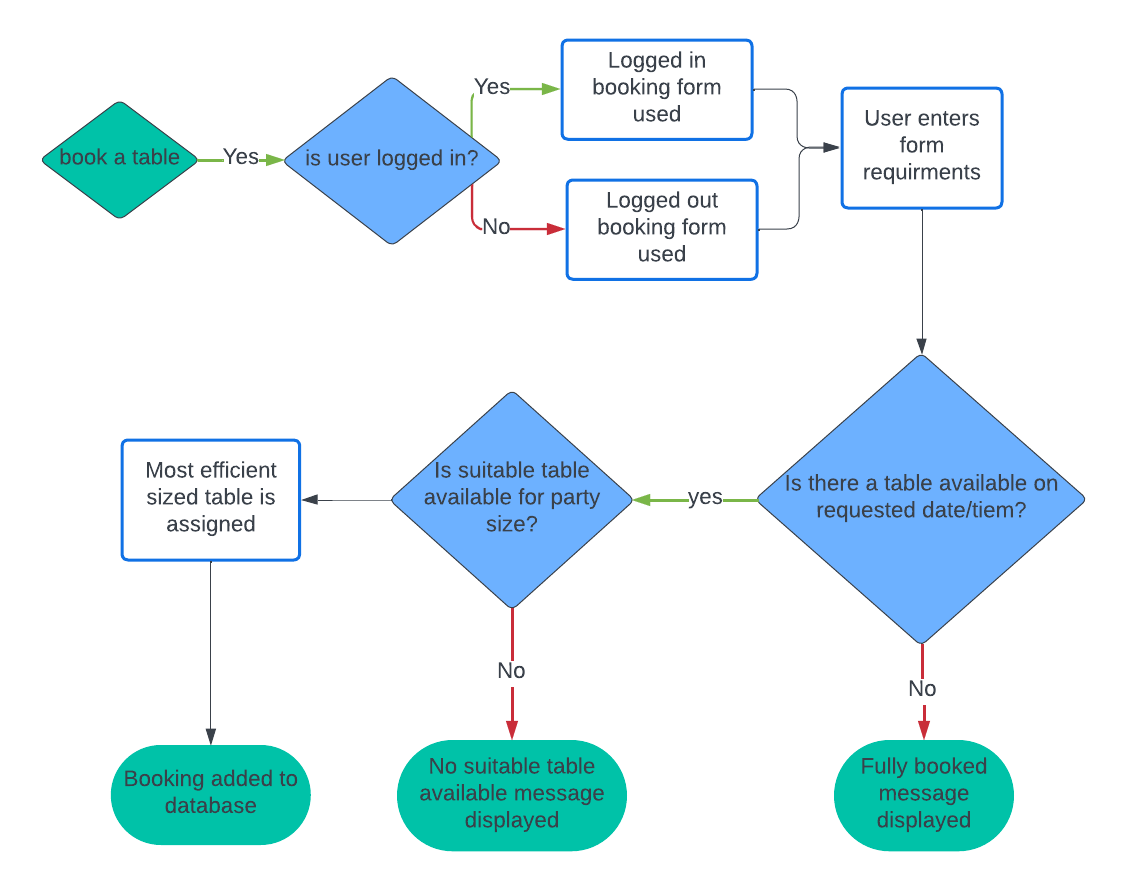 book a table
Yes
is user logged in?
Yes
Logged in
booking form
used
No
Logged out
booking form
used
User enters
form
requirments
Is there a table available on
requested date/tiem?
yes
Is suitable table
available for party
size?
Most efficient
sized table is
assigned
No
No
Booking added to
database
No suitable table
available message
displayed
Fully booked
message
displayed